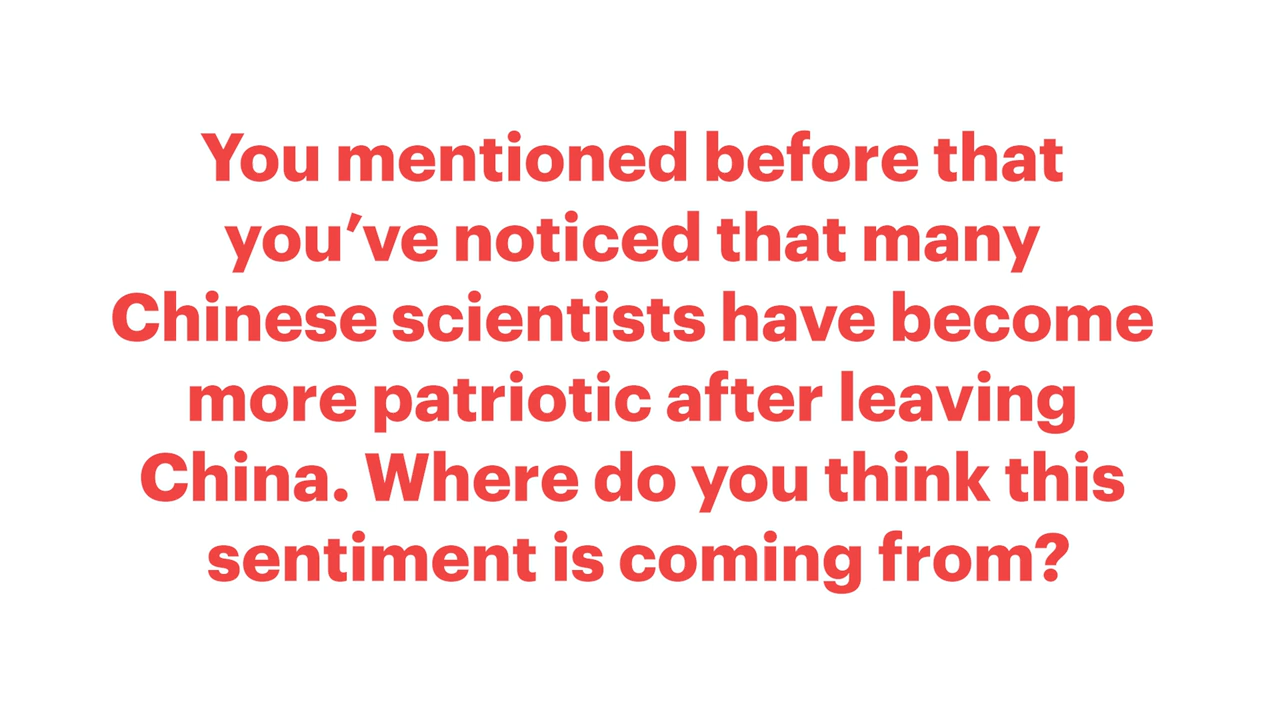 You mentioned before that
you’ve noticed that many
Chinese scientists have become
more patriotic after leaving
China. Where do you think this
sentiment is coming from?